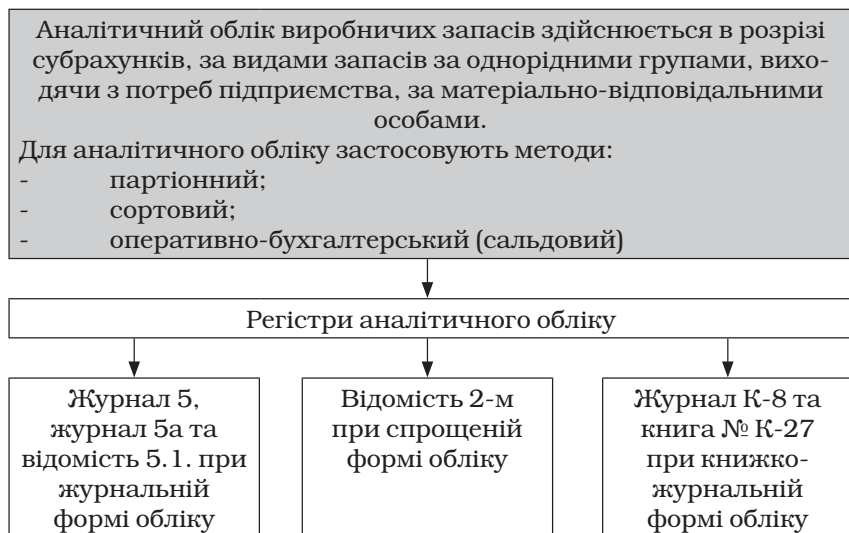 Аналітичний облік виробничих запасів здійснюється в розрізі
субрахунків, за видами запасів за однорідними групами, вихо-
дячи з потреб підприємства, за матеріально-відповідальними
особами.
Для аналітичного обліку застосовують методи:
- партіонний;
- сортовий;
- оперативно-бухгалтерський (сальдовий)
Регістри аналітичного обліку
Журнал 5,
журнал 5а та
відомість 5.1. при
журнальній
формі обліку
Відомість 2-м
при спрощеній
формі обліку
Журнал К-8 та
книга № К-27
при книжко-
журнальній
формі обліку